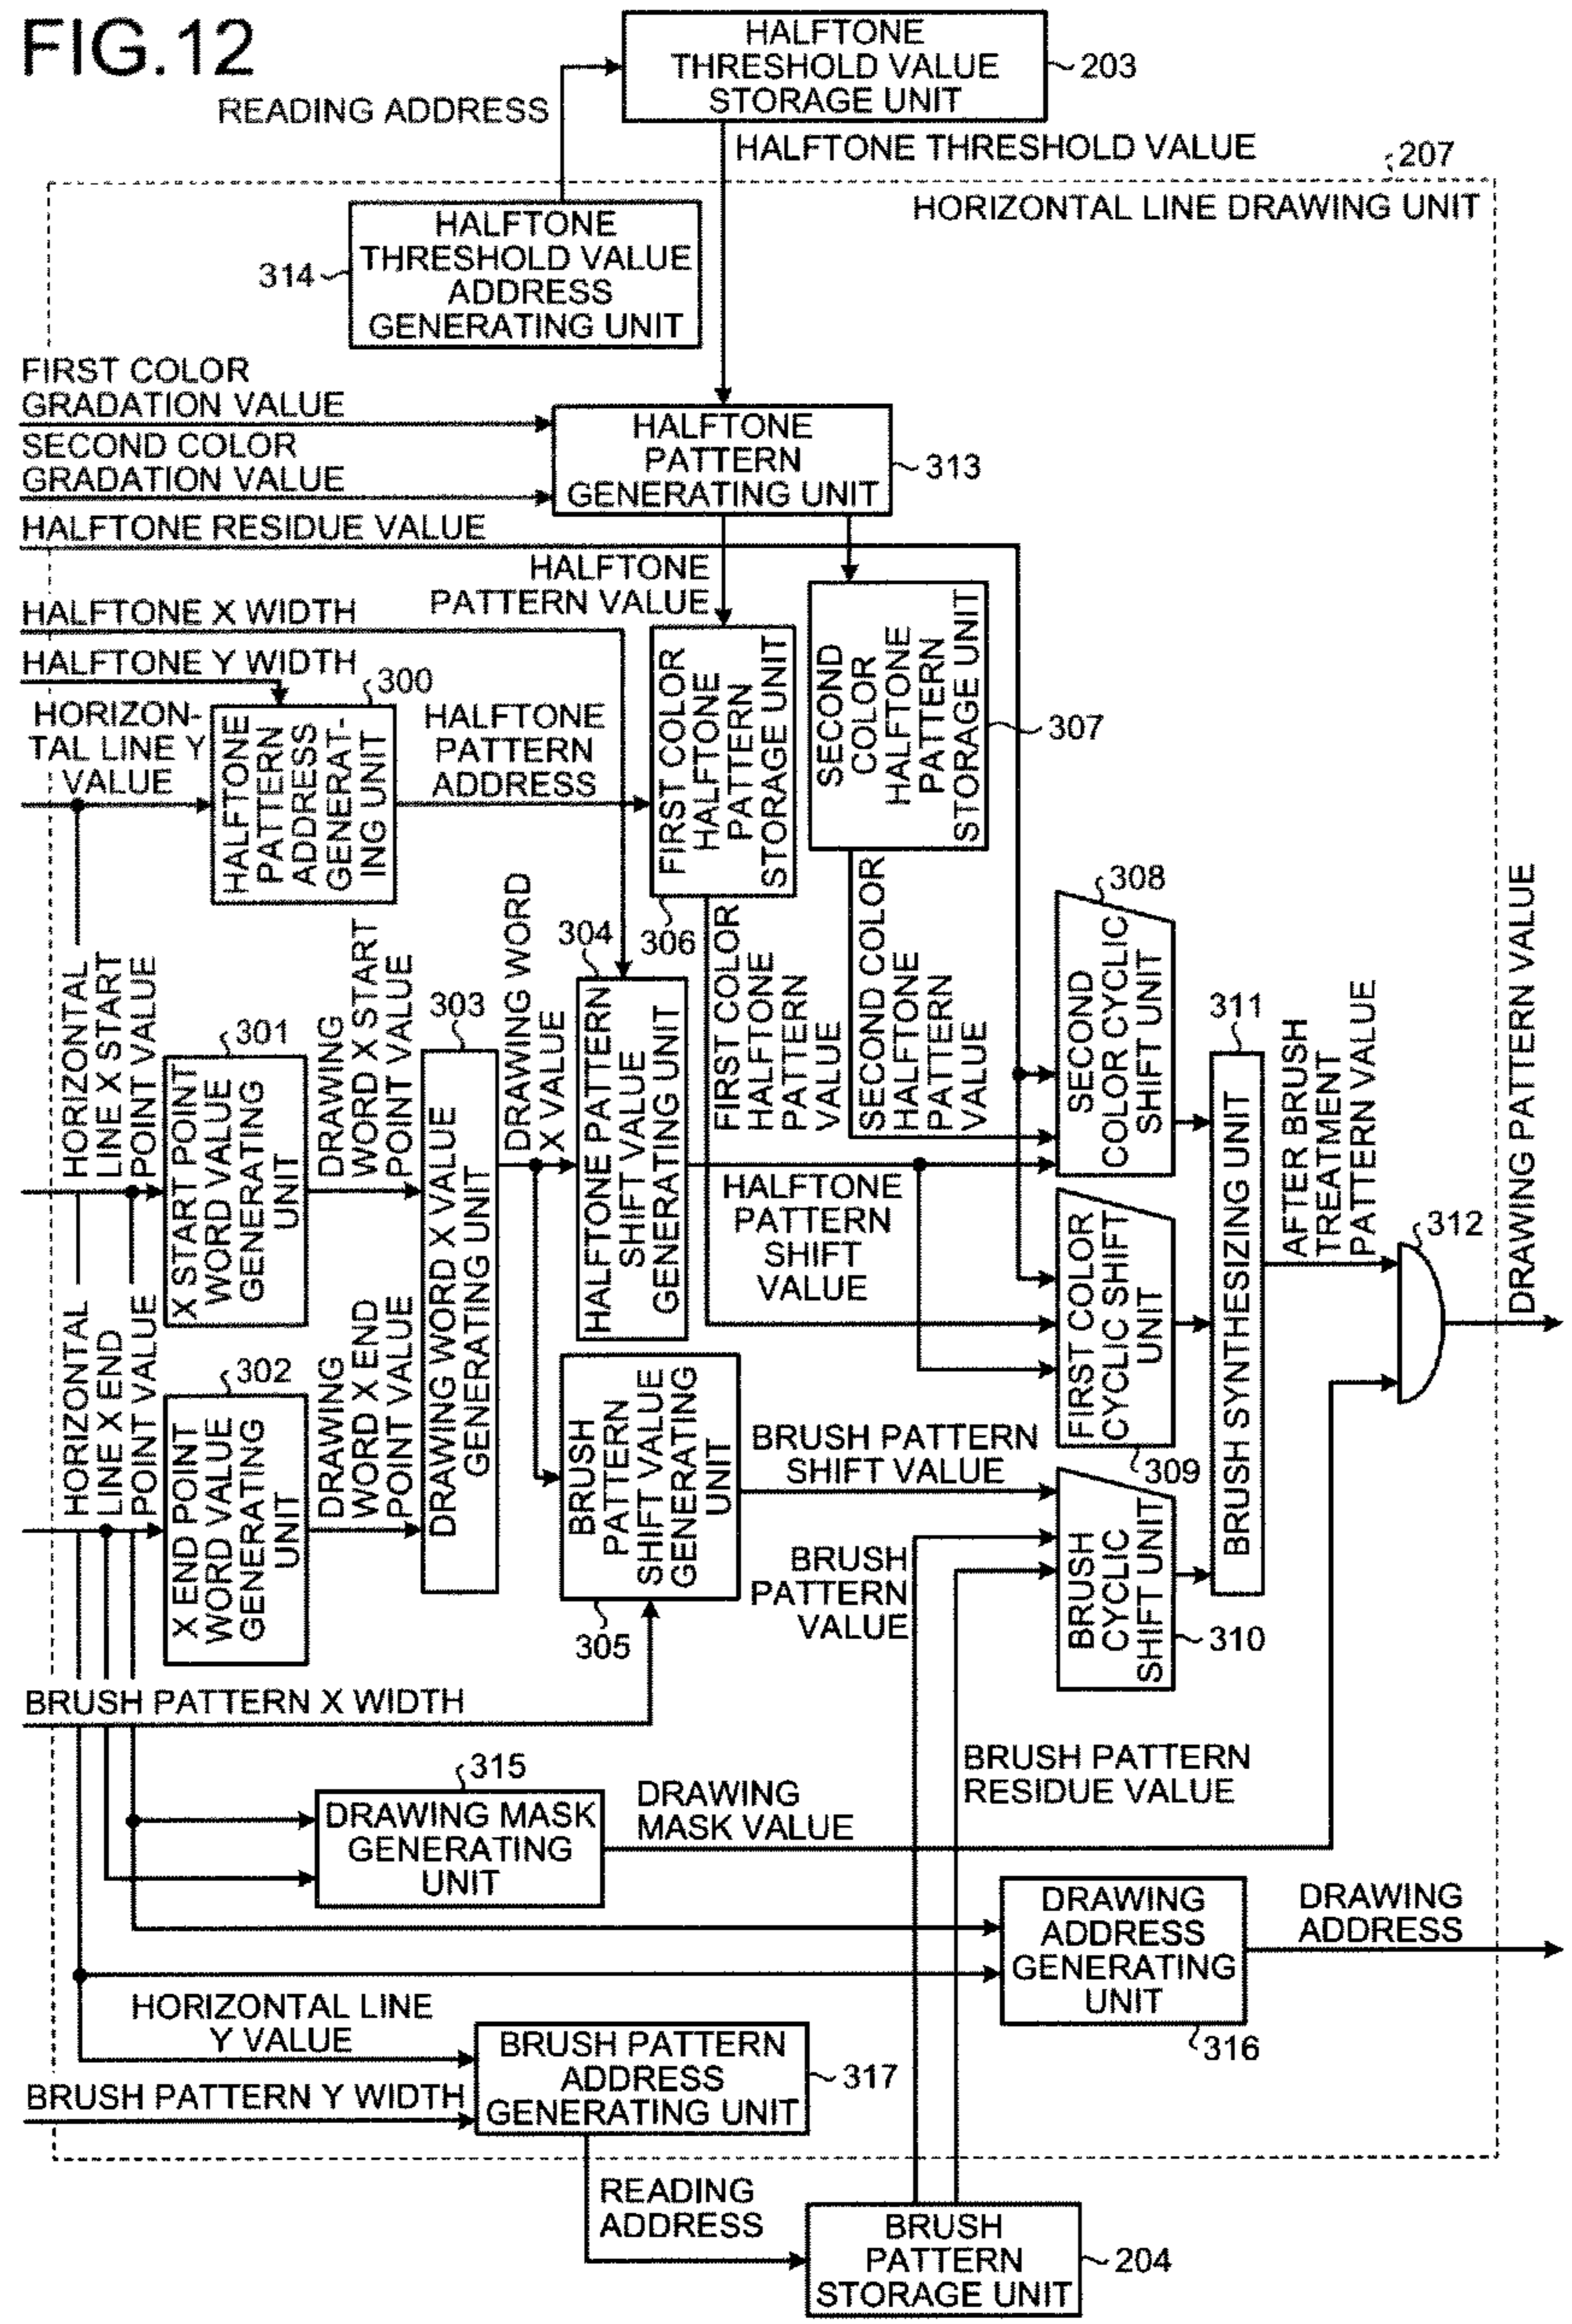 FIG.12
HALFTONE
THRESHOLD VALUE
STORAGE UNIT
203
READING ADDRESS
HALFTONE THRESHOLD VALUE
207
HORIZONTAL LINE DRAWING UNIT
HALFTONE
THRESHOLD VALUE
ADDRESS
GENERATING UNIT
314
FIRST COLOR
GRADATION VALUE
SECOND COLOR
GRADATION VALUE
HALFTONE
PATTERN
GENERATING UNIT
313
HALFTONE RESIDUE VALUE
HALFTONE
PATTERN VALUE
HALFTONE X WIDTH
HALFTONE Y WIDTH
300
HORIZON-
TAL LINE Y
VALUE
HALFTONE
PATTERN
ADDRESS
GENERAT-
ING UNIT
HALFTONE
PATTERN
ADDRESS
FIRST COLOR
HALFTONE
PATTERN
STORAGE UNIT
306
SECOND
COLOR
HALFTONE
PATTERN
STORAGE UNIT
307
HORIZONTAL
LINE X START
POINT VALUE
301
X START POINT
WORD VALUE
GENERATING
UNIT
DRAWING
WORD X START
POINT VALUE
303
DRAWING WORD X VALUE
GENERATING UNIT
DRAWING WORD
X VALUE
304
HALFTONE PATTERN
SHIFT VALUE
GENERATING UNIT
FIRST COLOR
HALFTONE
PATTERN
VALUE
SECOND COLOR
HALFTONE
PATTERN
VALUE
308
SECOND
COLOR CYCLIC
SHIFT UNIT
311
BRUSH SYNTHESIZING UNIT
AFTER BRUSH
TREATMENT
PATTERN VALUE
312
DRAWING PATTERN VALUE
HALFTONE
PATTERN
SHIFT
VALUE
FIRST COLOR
CYCLIC SHIFT
UNIT
309
HORIZONTAL
LINE X END
POINT VALUE
302
X END POINT
WORD VALUE
GENERATING
UNIT
DRAWING
WORD X END
POINT VALUE
BRUSH
PATTERN
SHIFT VALUE
GENERATING
UNIT
305
BRUSH PATTERN
SHIFT VALUE
BRUSH
PATTERN
VALUE
BRUSH
CYCLIC
SHIFT UNIT
310
BRUSH PATTERN X WIDTH
315
DRAWING MASK
GENERATING
UNIT
DRAWING
MASK VALUE
BRUSH PATTERN
RESIDUE VALUE
DRAWING
ADDRESS
GENERATING
UNIT
316
DRAWING
ADDRESS
HORIZONTAL LINE
Y VALUE
BRUSH PATTERN Y WIDTH
BRUSH PATTERN
ADDRESS
GENERATING UNIT
317
READING
ADDRESS
BRUSH
PATTERN
STORAGE UNIT
204